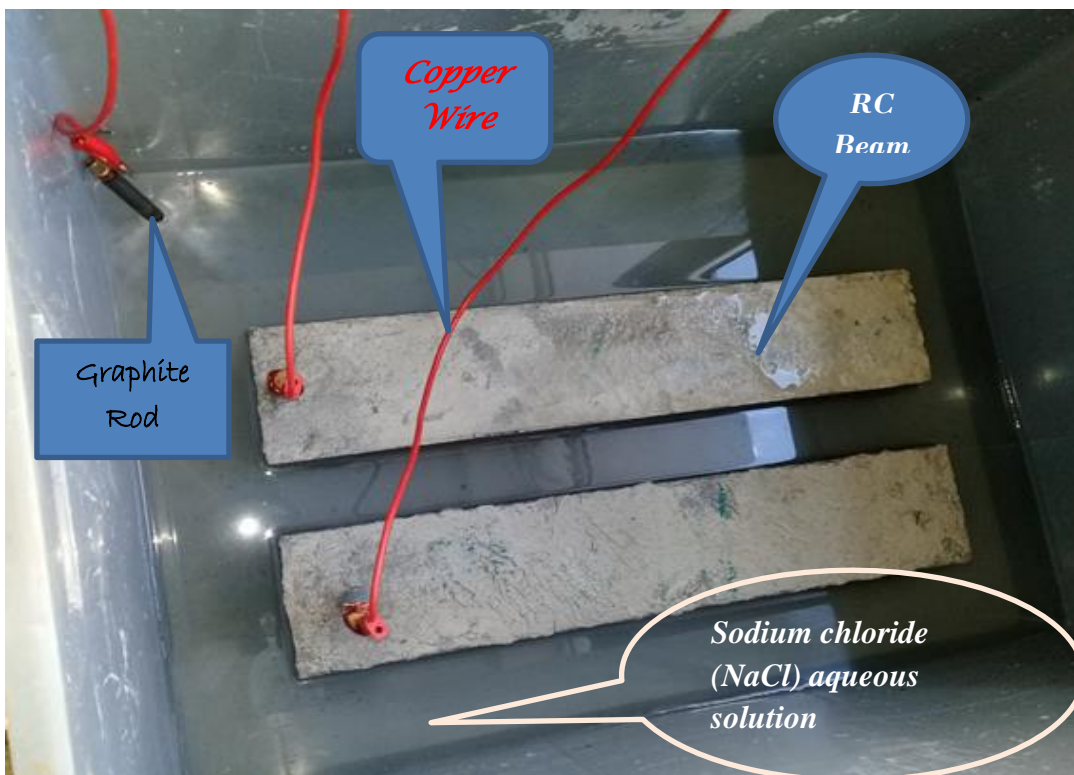 Copper
Wire
RC
Beam
Graphite
Rod
Sodium chloride
(NaCl) aqueous
solution